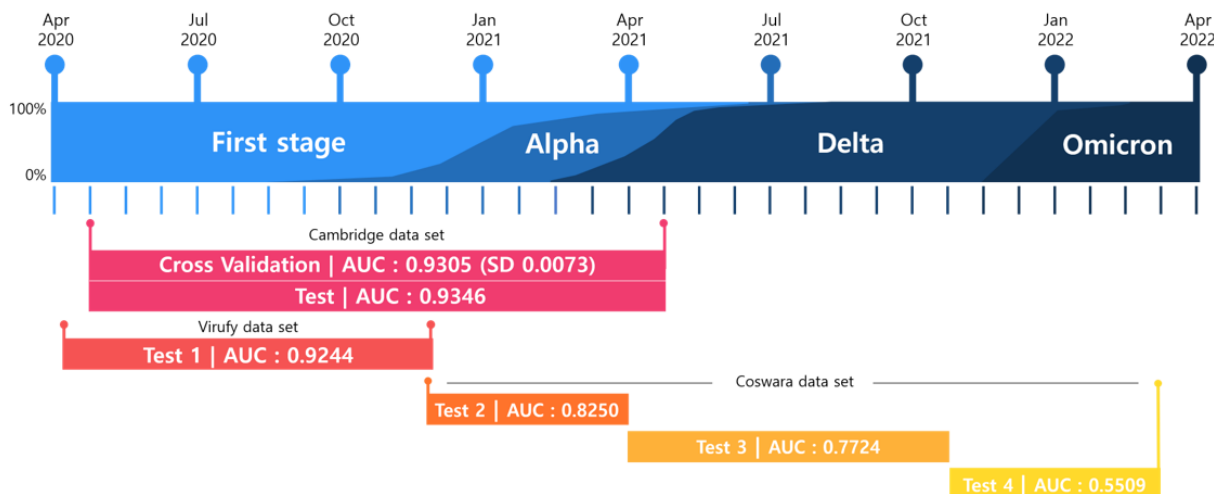 Apr Jul Oct Jan Apr Jul Oct Jan Apr
2020 2020 2020 2021 2021 2021 2021 2022 2022
100%
First stage Alpha Delta Omicron
0%
Cambridge data set
Cross Validation | AUC : 0.9305 (SD 0.0073)
Test | AUC : 0.9346
Virufy data set
Test 1 | AUC : 0.9244
Coswara data set
Test 2 | AUC : 0.8250
Test 3 | AUC : 0.7724
Test 4 | AUC : 0.5509